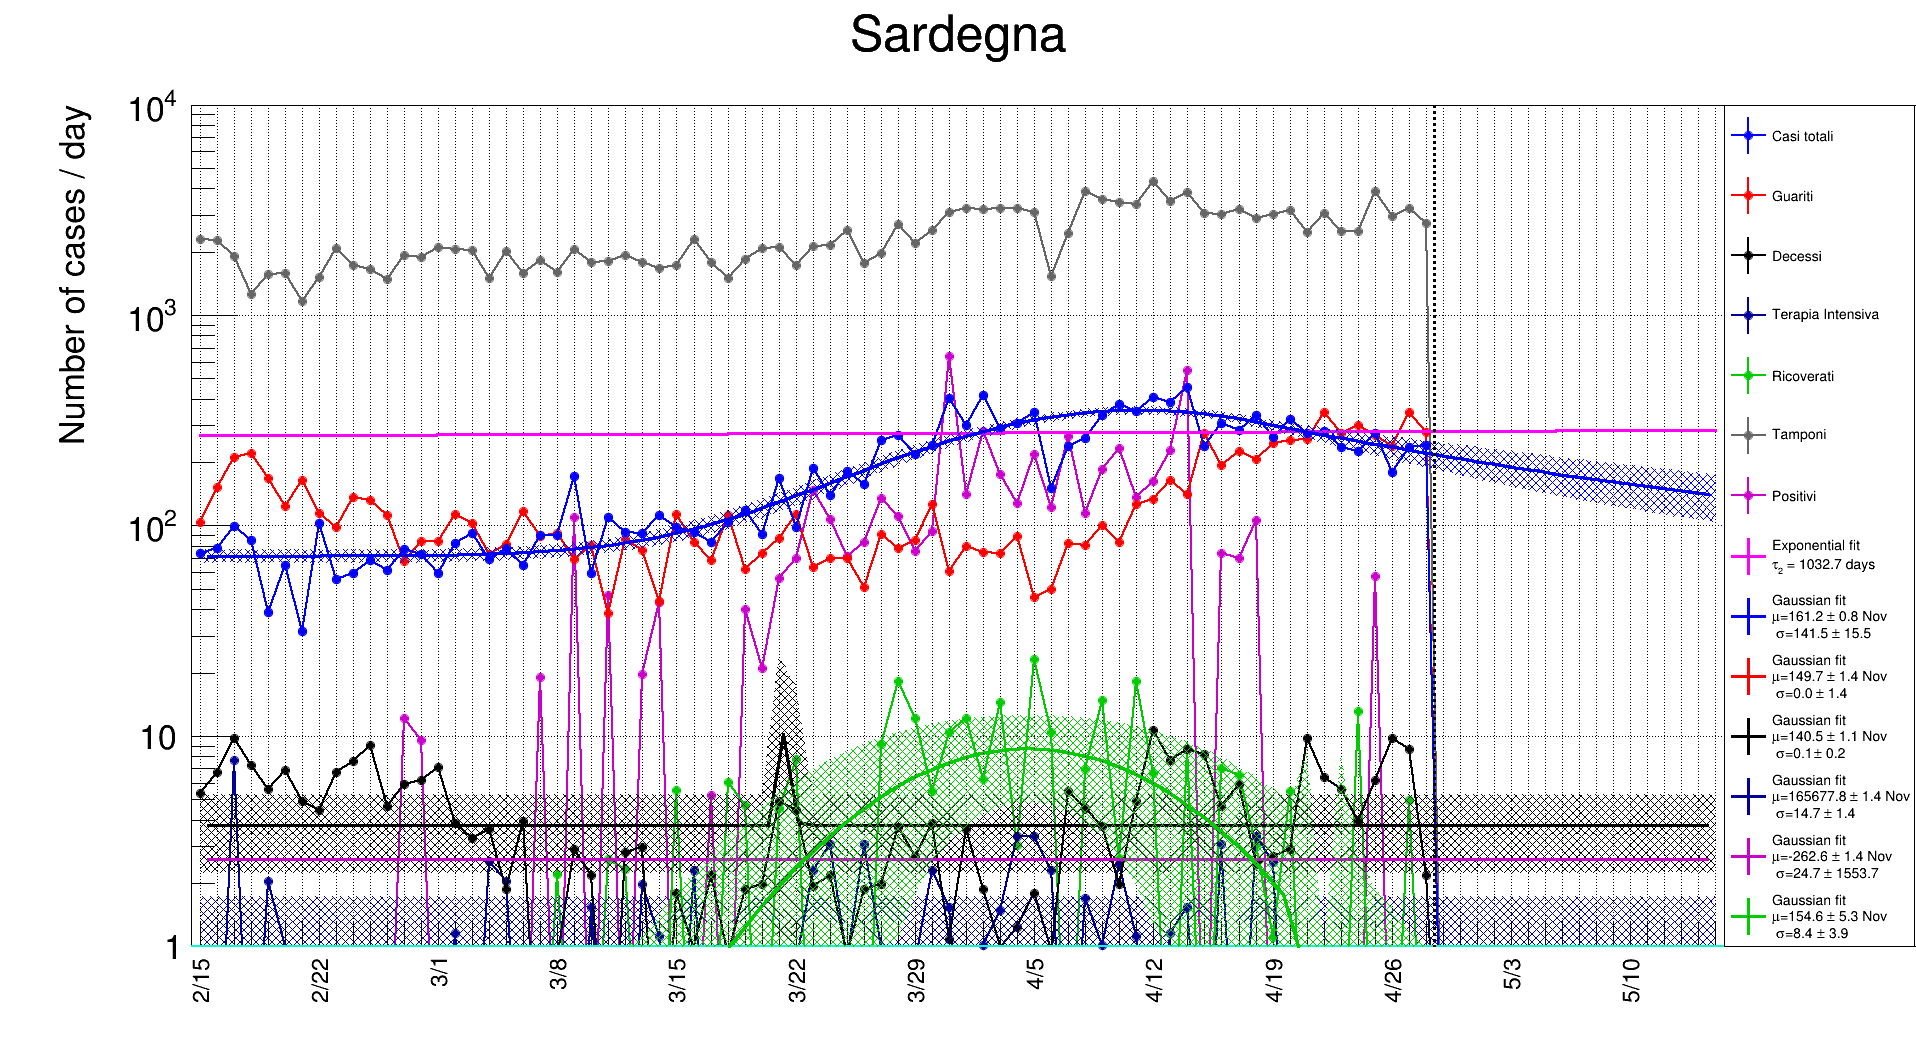 Sardegna
Number of cases / day
10⁴
10³
10²
10
1
2/15
2/22
3/1
3/8
3/15
3/22
3/29
4/5
4/12
4/19
4/26
5/3
5/10
Casi totali
Guariti
Decessi
Terapia Intensiva
Ricoverati
Tamponi
Positivi
Exponential fit
τ₂ = 1032.7 days
Gaussian fit
μ=161.2 ± 0.8 Nov
σ=141.5 ± 15.5
Gaussian fit
μ=149.7 ± 1.4 Nov
σ=0.0 ± 1.4
Gaussian fit
μ=140.5 ± 1.1 Nov
σ=0.1 ± 0.2
Gaussian fit
μ=165677.8 ± 1.4 Nov
σ=14.7 ± 1.4
Gaussian fit
μ=-262.6 ± 1.4 Nov
σ=24.7 ± 1553.7
Gaussian fit
μ=154.6 ± 5.3 Nov
σ=8.4 ± 3.9